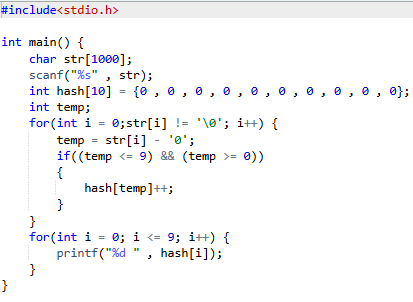 #include<stdio.h>
int main() {
    char str[1000];
    scanf("%s" , str);
    int hash[10] = {0 , 0 , 0 , 0 , 0 , 0 , 0 , 0 , 0 , 0};
    int temp;
    for(int i = 0;str[i] != '\0'; i++) {
        temp = str[i] - '0';
        if((temp <= 9) && (temp >= 0))
        {
            hash[temp]++;
        }
    }
    for(int i = 0; i <= 9; i++) {
        printf("%d " , hash[i]);
    }
}